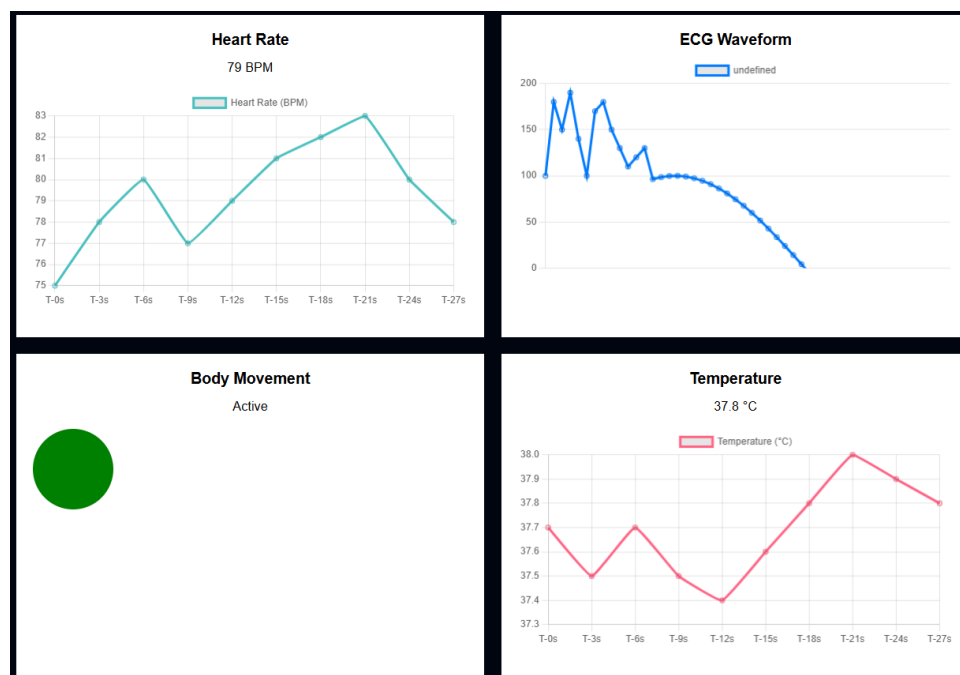 Heart Rate
79 BPM
Heart Rate (BPM)
83
82
81
80
79
78
77
76
75
T-0s T-3s T-6s T-9s T-12s T-15s T-18s T-21s T-24s T-27s
ECG Waveform
undefined
200
150
100
50
0
Body Movement
Active
Temperature
37.8 °C
Temperature (°C)
38.0
37.9
37.8
37.7
37.6
37.5
37.4
37.3
T-0s T-3s T-6s T-9s T-12s T-15s T-18s T-21s T-24s T-27s